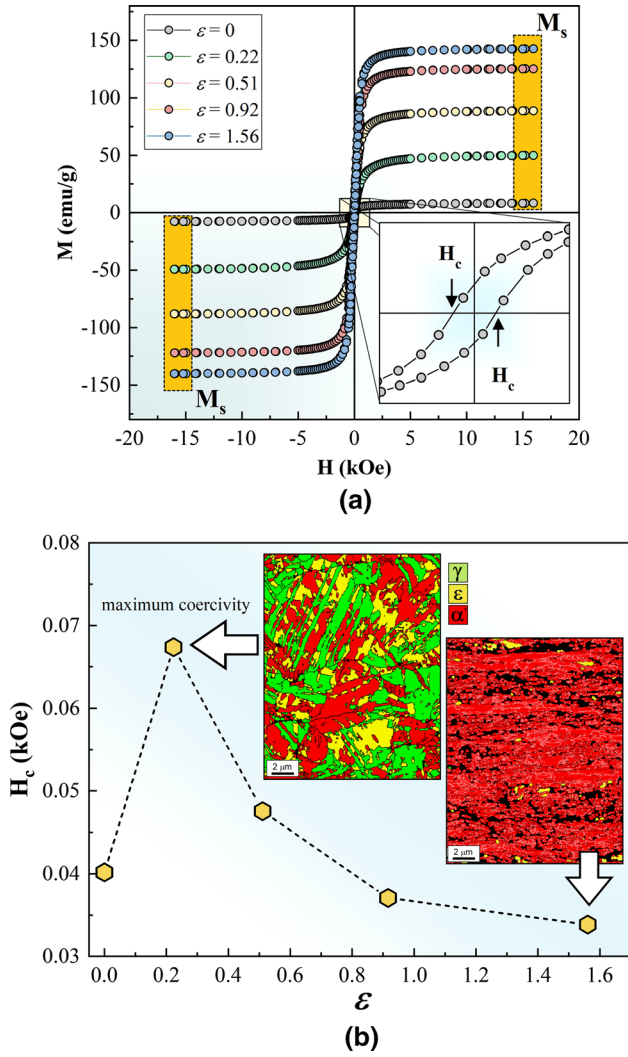 150
100
50
0
-50
-100
-150
M (emu/g)
ε = 0
ε = 0.22
ε = 0.51
ε = 0.92
ε = 1.56
Ms
Hc
Hc
Ms
-20 -15 -10 -5 0 5 10 15 20
H (kOe)
(a)
0.08
0.07
0.06
0.05
0.04
0.03
Hc (kOe)
maximum coercivity
γ
ε
α
2 μm
2 μm
0.0 0.2 0.4 0.6 0.8 1.0 1.2 1.4 1.6
ε
(b)